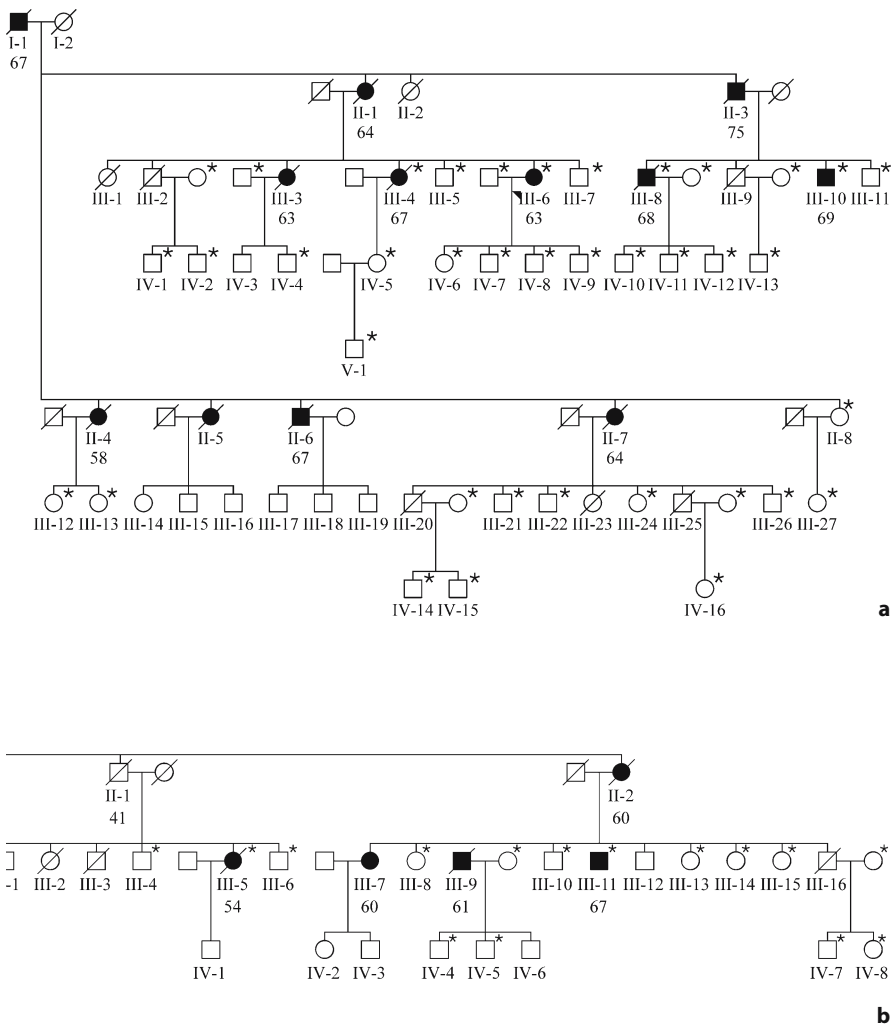 I-1 I-2
67
II-1 II-2 II-3
64 75
* * * * * * * * * * * * *
III-1 III-2 III-3 III-4 III-5 III-6 III-7 III-8 III-9 III-10 III-11
63 67 63 68 69
* * * * * * * * * * * *
IV-1 IV-2 IV-3 IV-4 IV-5 IV-6 IV-7 IV-8 IV-9 IV-10 IV-11 IV-12 IV-13
*
V-1
*
II-4 II-5 II-6 II-7 II-8
58 67 64
* * * * * * * * *
III-12 III-13 III-14 III-15 III-16 III-17 III-18 III-19 III-20 III-21 III-22 III-23 III-24 III-25 III-26 III-27
* * *
IV-14 IV-15 IV-16
a
II-1 II-2
41 60
* * * * * * * * * * *
-1 III-2 III-3 III-4 III-5 III-6 III-7 III-8 III-9 III-10 III-11 III-12 III-13 III-14 III-15 III-16
54 60 61 67
* * * *
IV-1 IV-2 IV-3 IV-4 IV-5 IV-6 IV-7 IV-8
b